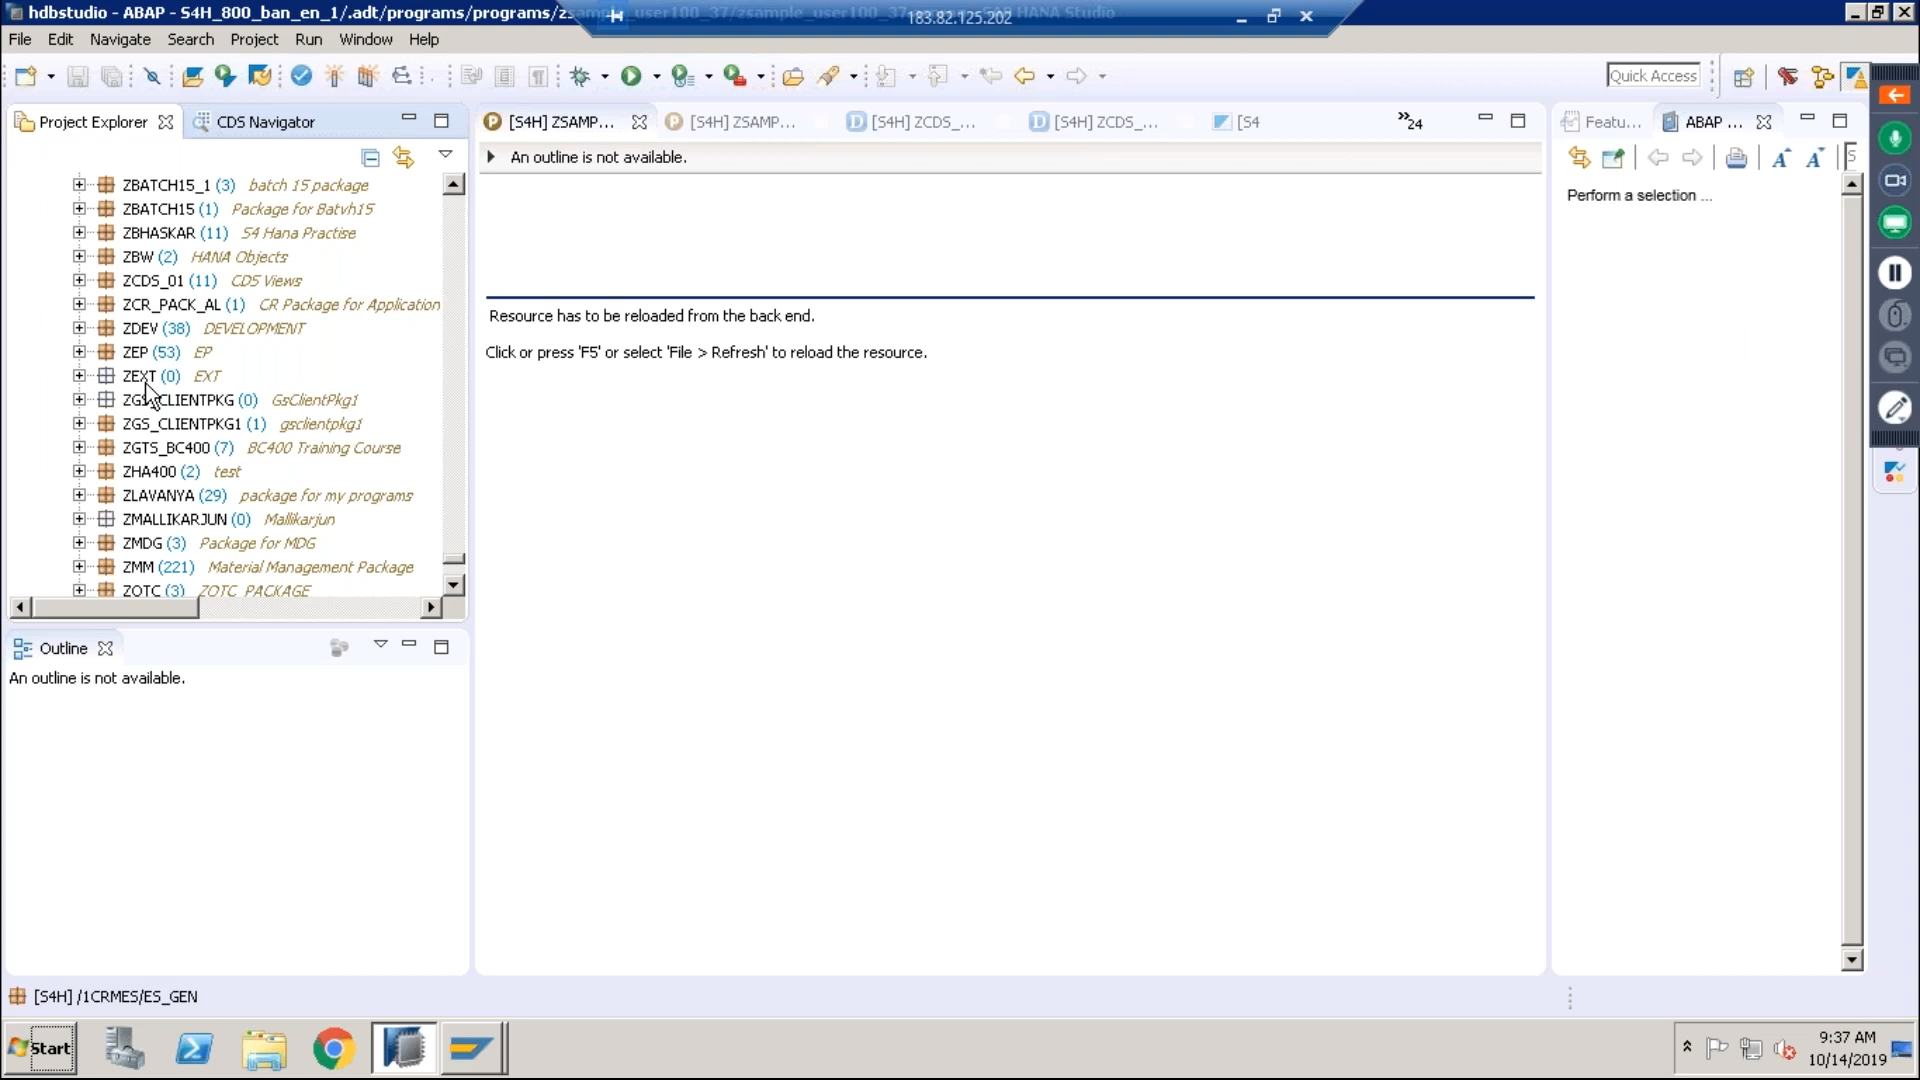 hdbstudio - ABAP - S4H_800_ban_en_1/.adt/programs/programs/zsample_user100_37/zsample_user100_37
HANA Studio
183.82.125.202
File Edit Navigate Search Project Run Window Help
Quick Access
Project Explorer
CDS Navigator
[S4H] ZSAMP...
[S4H] ZSAMP...
[S4H] ZCDS_...
[S4H] ZCDS_...
[S4
»24
Featu...
ABAP ...
An outline is not available.
Perform a selection ...
ZBATCH15_1 (3) batch 15 package
ZBATCH15 (1) Package for Batvh15
ZBHASKAR (11) S4 Hana Practise
ZBW (2) HANA Objects
ZCDS_01 (11) CDS Views
ZCR_PACK_AL (1) CR Package for Application
ZDEV (38) DEVELOPMENT
ZEP (53) EP
ZEXT (0) EXT
ZGS_CLIENTPKG (0) GsClientPkg1
ZGS_CLIENTPKG1 (1) gsclientpkg1
ZGTS_BC400 (7) BC400 Training Course
ZHA400 (2) test
ZLAVANYA (29) package for my programs
ZMALLIKARJUN (0) Mallikarjun
ZMDG (3) Package for MDG
ZMM (221) Material Management Package
ZOTC (3) ZOTC PACKAGE
Resource has to be reloaded from the back end.
Click or press 'F5' or select 'File > Refresh' to reload the resource.
Outline
An outline is not available.
[S4H] /1CRMES/ES_GEN
Start
9:37 AM
10/14/2019